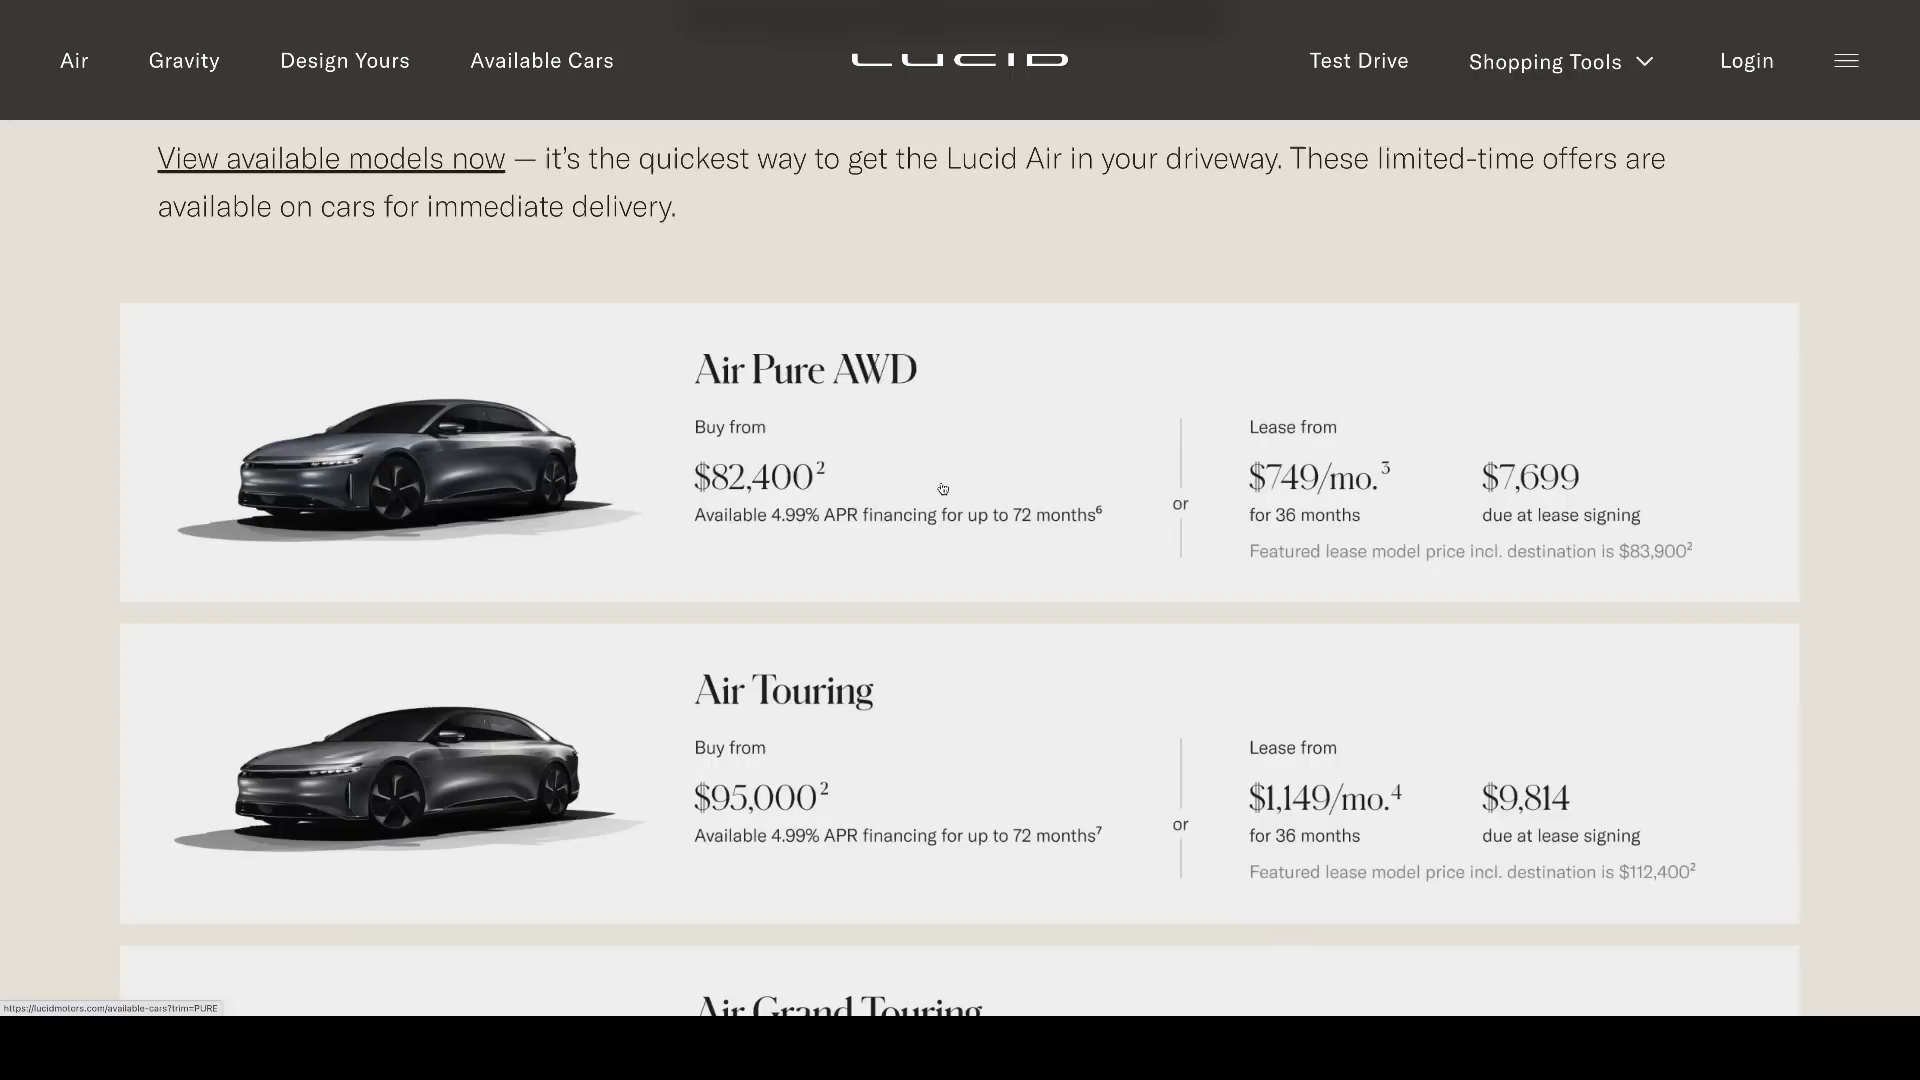 Air Gravity Design Yours Available Cars LUCID Test Drive Shopping Tools Login
View available models now — it's the quickest way to get the Lucid Air in your driveway. These limited-time offers are
available on cars for immediate delivery.
Air Pure AWD
Buy from
$82,400²
Available 4.99% APR financing for up to 72 months⁶
or
Lease from
$749/mo.³ $7,699
for 36 months due at lease signing
Featured lease model price incl. destination is $83,900²
Air Touring
Buy from
$95,000²
Available 4.99% APR financing for up to 72 months⁷
or
Lease from
$1,149/mo.⁴ $9,814
for 36 months due at lease signing
Featured lease model price incl. destination is $112,400²
Air Grand Touring
https://lucidmotors.com/available-cars?trim=PURE